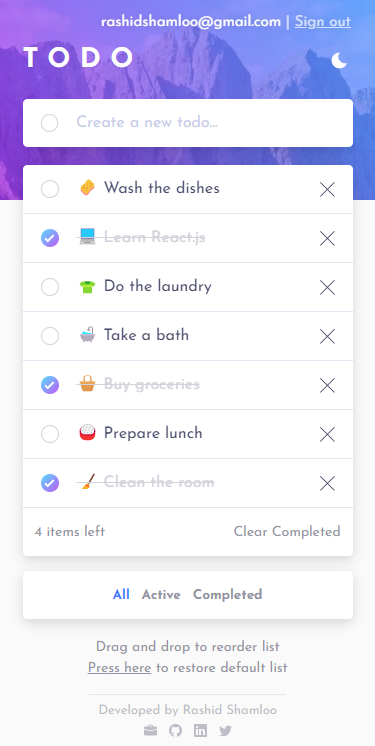 rashidshamloo@gmail.com | Sign out
TODO
Create a new todo...
Wash the dishes
Learn React.js
Do the laundry
Take a bath
Buy groceries
Prepare lunch
Clean the room
4 items left Clear Completed
All Active Completed
Drag and drop to reorder list
Press here to restore default list
Developed by Rashid Shamloo